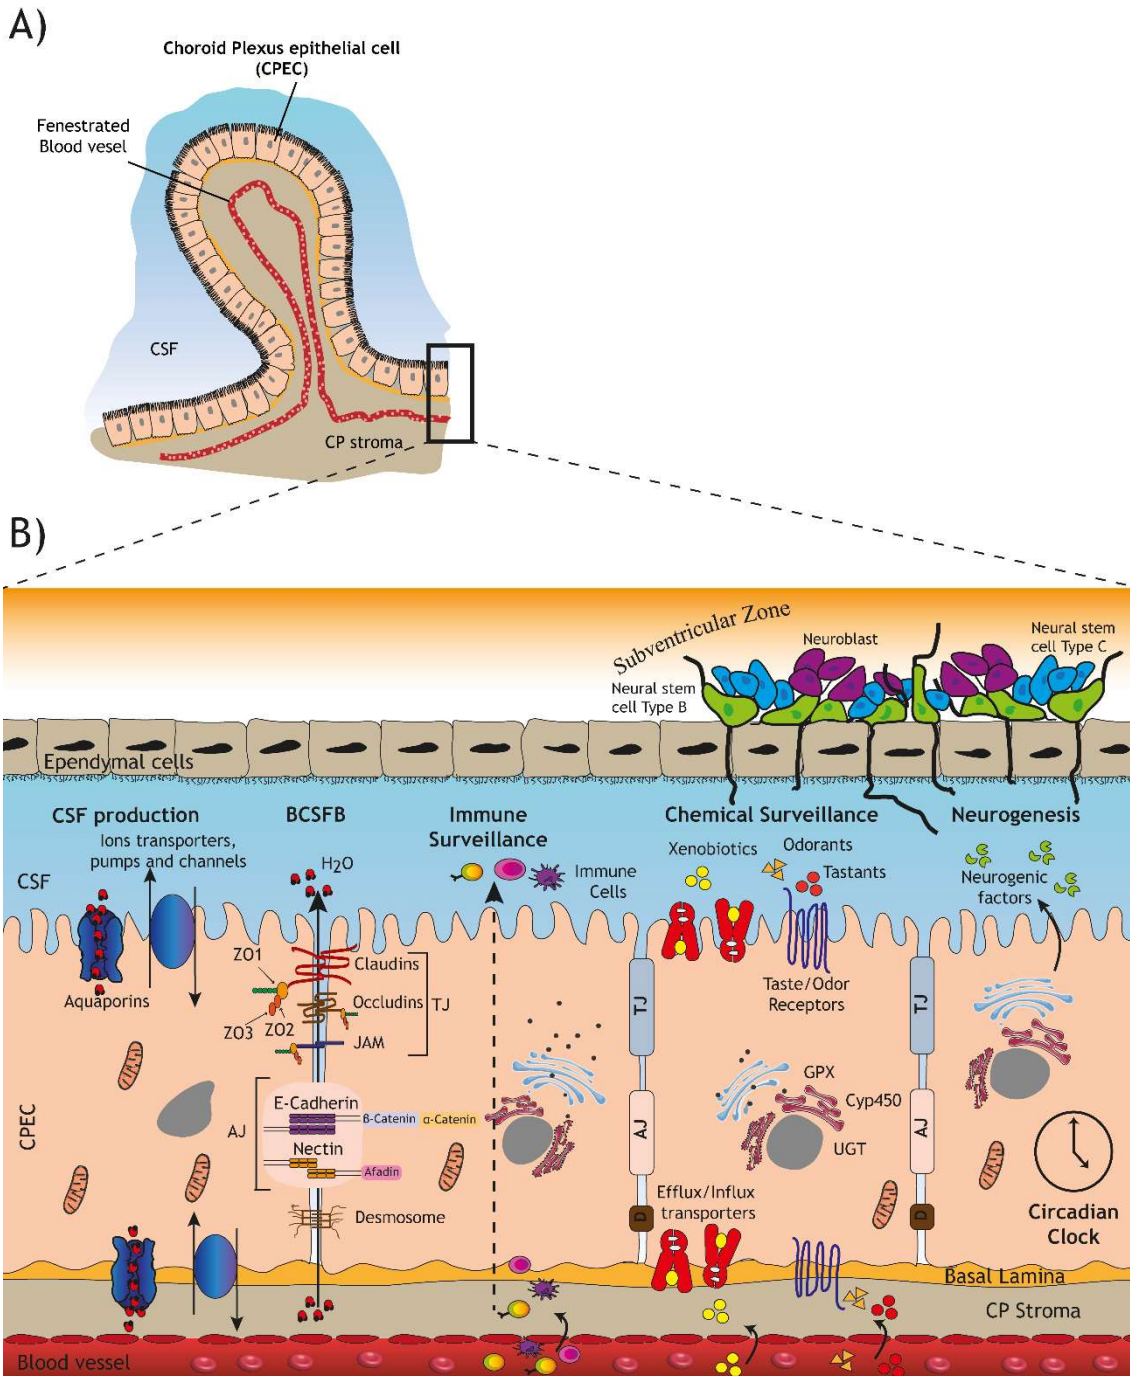 A)
Choroid Plexus epithelial cell
(CPEC)
Fenestrated
Blood vesel
CSF
CP stroma
B)
Subventricular Zone
Neuroblast
Neural stem
cell Type C
Neural stem
cell Type B
Ependymal cells
CSF production
BCSFB
Immune
Surveillance
Chemical Surveillance
Neurogenesis
Ions transporters,
pumps and channels
H2O
Immune
Cells
Xenobiotics
Odorants
Tastants
Neurogenic
factors
CSF
Aquaporins
ZO1
ZO3
ZO2
Claudins
Occludins
TJ
JAM
Taste/Odor
Receptors
TJ
TJ
CPEC
AJ
E-Cadherin
β-Catenin
α-Catenin
Nectin
Afadin
Desmosome
AJ
AJ
GPX
Cyp450
UGT
Efflux/Influx
transporters
D
D
Circadian
Clock
Basal Lamina
CP Stroma
Blood vessel